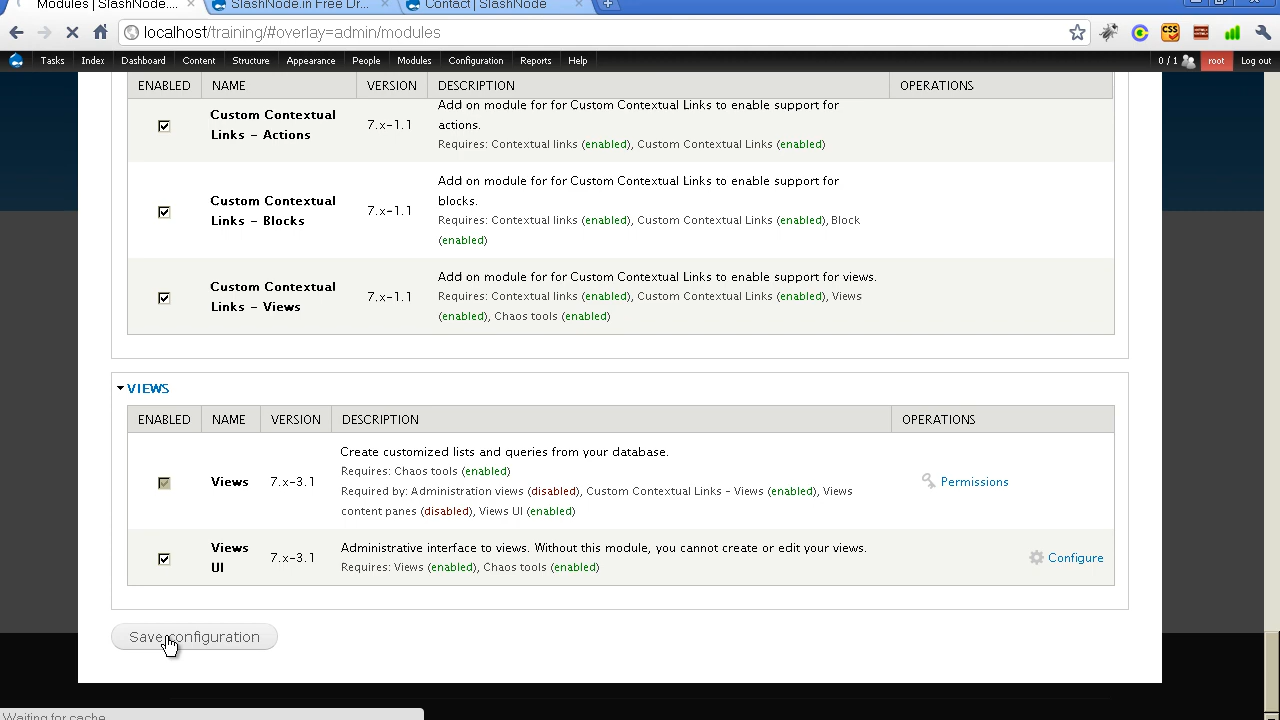 Modules | SlashNode....
SlashNode.in Free Dr...
Contact | SlashNode
localhost/training/#overlay=admin/modules
Tasks Index Dashboard Content Structure Appearance People Modules Configuration Reports Help 0 / 1 root Log out
ENABLED NAME VERSION DESCRIPTION OPERATIONS
Custom Contextual
Links - Actions
7.x-1.1
Add on module for for Custom Contextual Links to enable support for
actions.
Requires: Contextual links (enabled), Custom Contextual Links (enabled)
Custom Contextual
Links - Blocks
7.x-1.1
Add on module for for Custom Contextual Links to enable support for
blocks.
Requires: Contextual links (enabled), Custom Contextual Links (enabled), Block
(enabled)
Custom Contextual
Links - Views
7.x-1.1
Add on module for for Custom Contextual Links to enable support for views.
Requires: Contextual links (enabled), Custom Contextual Links (enabled), Views
(enabled), Chaos tools (enabled)
VIEWS
ENABLED NAME VERSION DESCRIPTION OPERATIONS
Views
7.x-3.1
Create customized lists and queries from your database.
Requires: Chaos tools (enabled)
Required by: Administration views (disabled), Custom Contextual Links - Views (enabled), Views
content panes (disabled), Views UI (enabled)
Permissions
Views
UI
7.x-3.1
Administrative interface to views. Without this module, you cannot create or edit your views.
Requires: Views (enabled), Chaos tools (enabled)
Configure
Save configuration
Waiting for cache